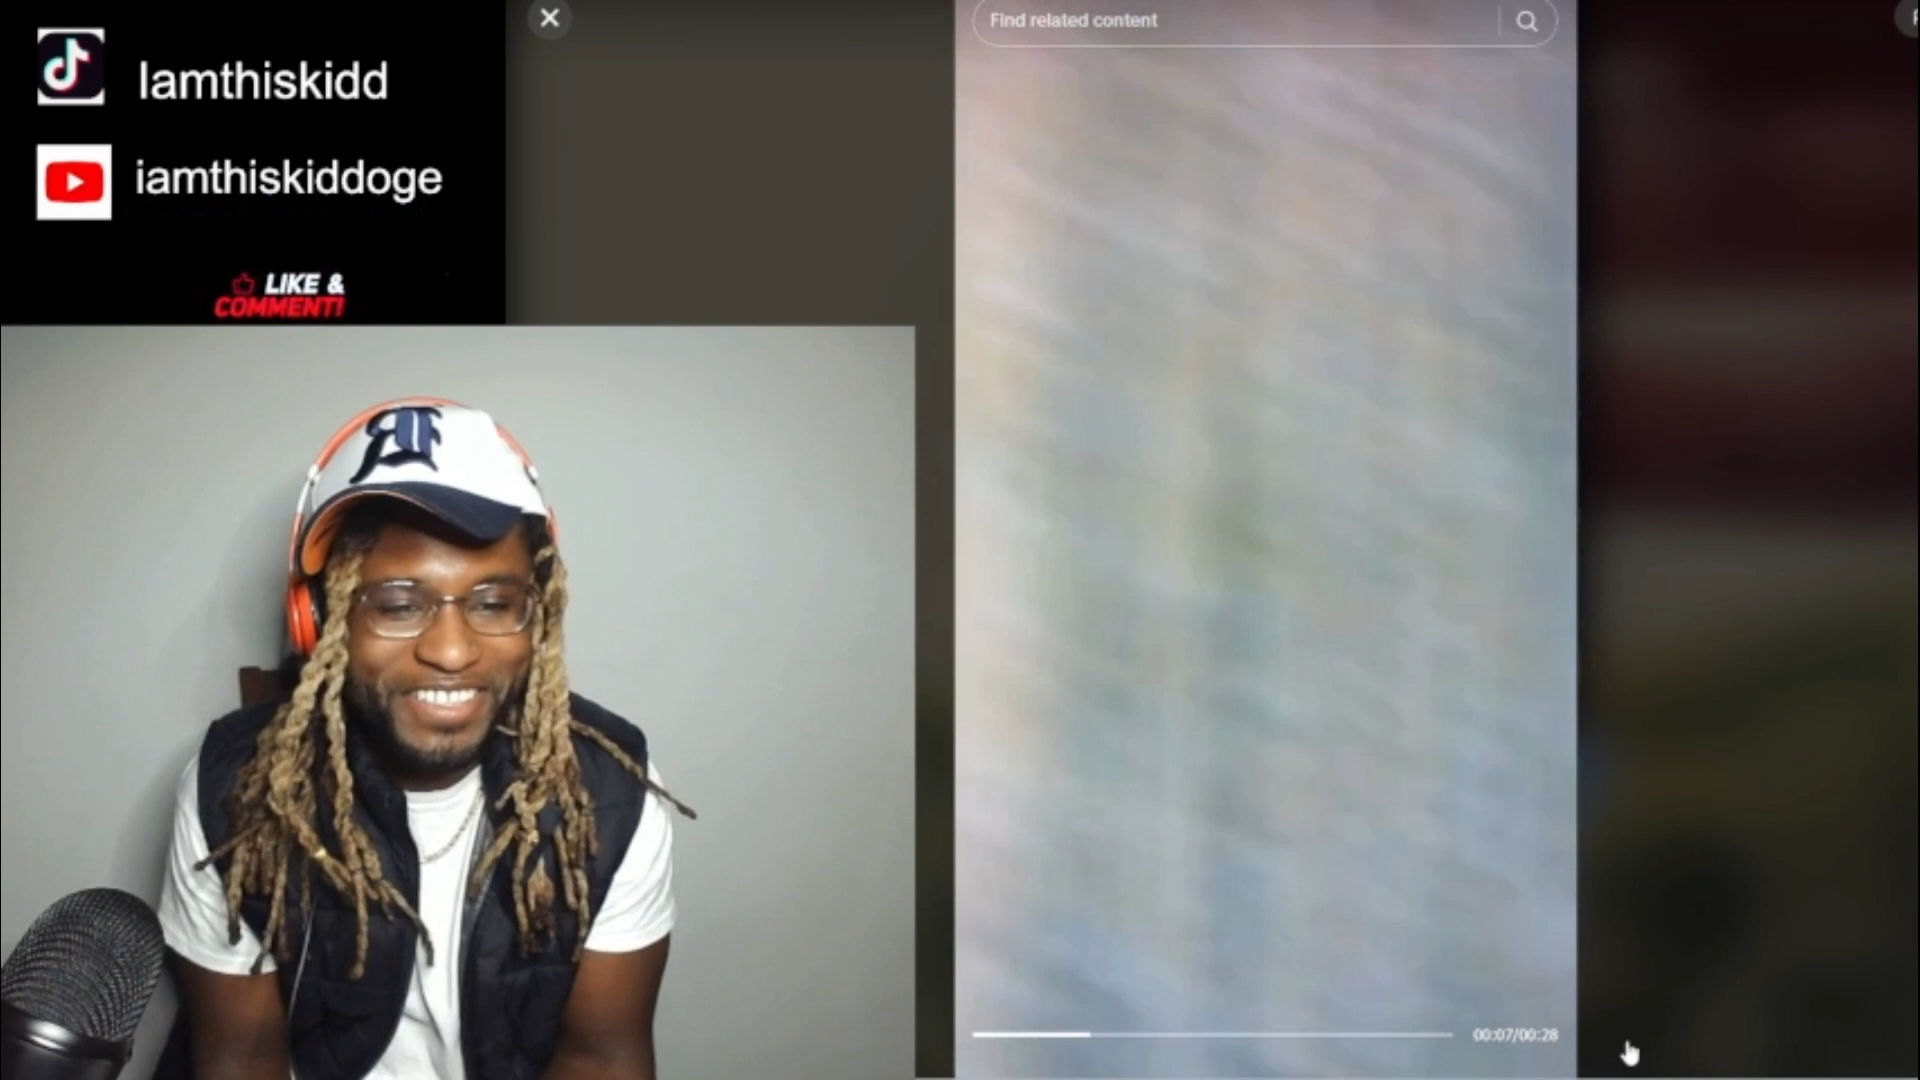 Iamthiskidd
iamthiskiddoge
LIKE &
COMMENT!
Find related content
00:07/00:28